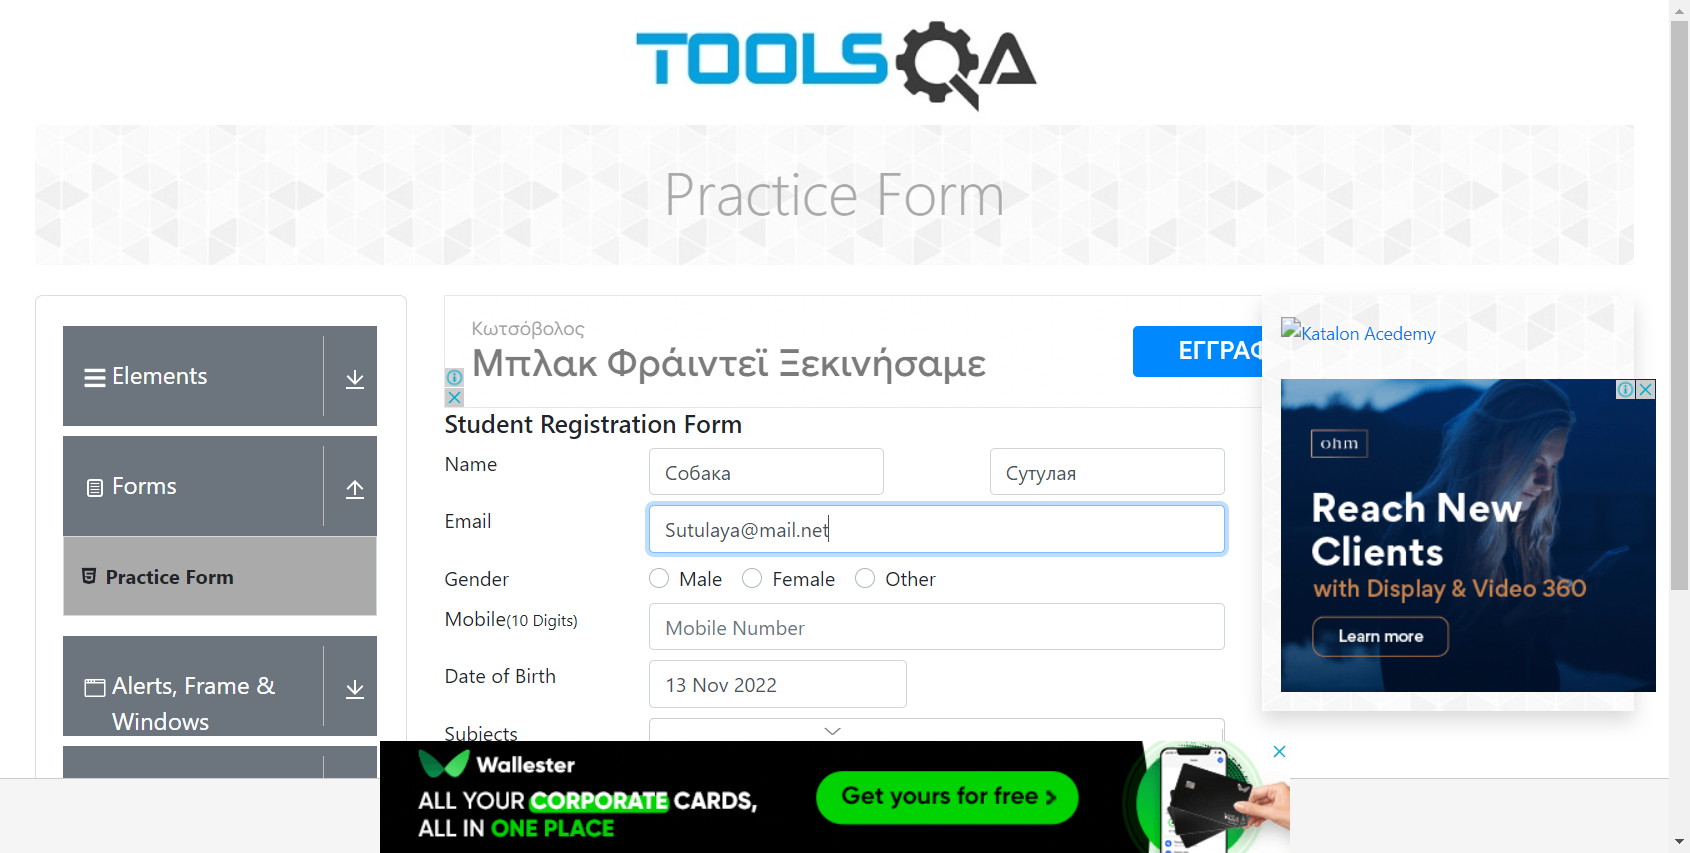 TOOLSQA
Practice Form
Elements
Forms
Practice Form
Alerts, Frame &
Windows
Κωτσόβολος
Μπλακ Φράιντεϊ Ξεκινήσαμε
ΕΓΓΡΑΦ
Student Registration Form
Name
Собака
Сутулая
Email
Sutulaya@mail.net
Gender
Male
Female
Other
Mobile(10 Digits)
Mobile Number
Date of Birth
13 Nov 2022
Subjects
Katalon Acedemy
ohm
Reach New
Clients
with Display & Video 360
Learn more
Wallester
ALL YOUR CORPORATE CARDS,
ALL IN ONE PLACE
Get yours for free >
VISA